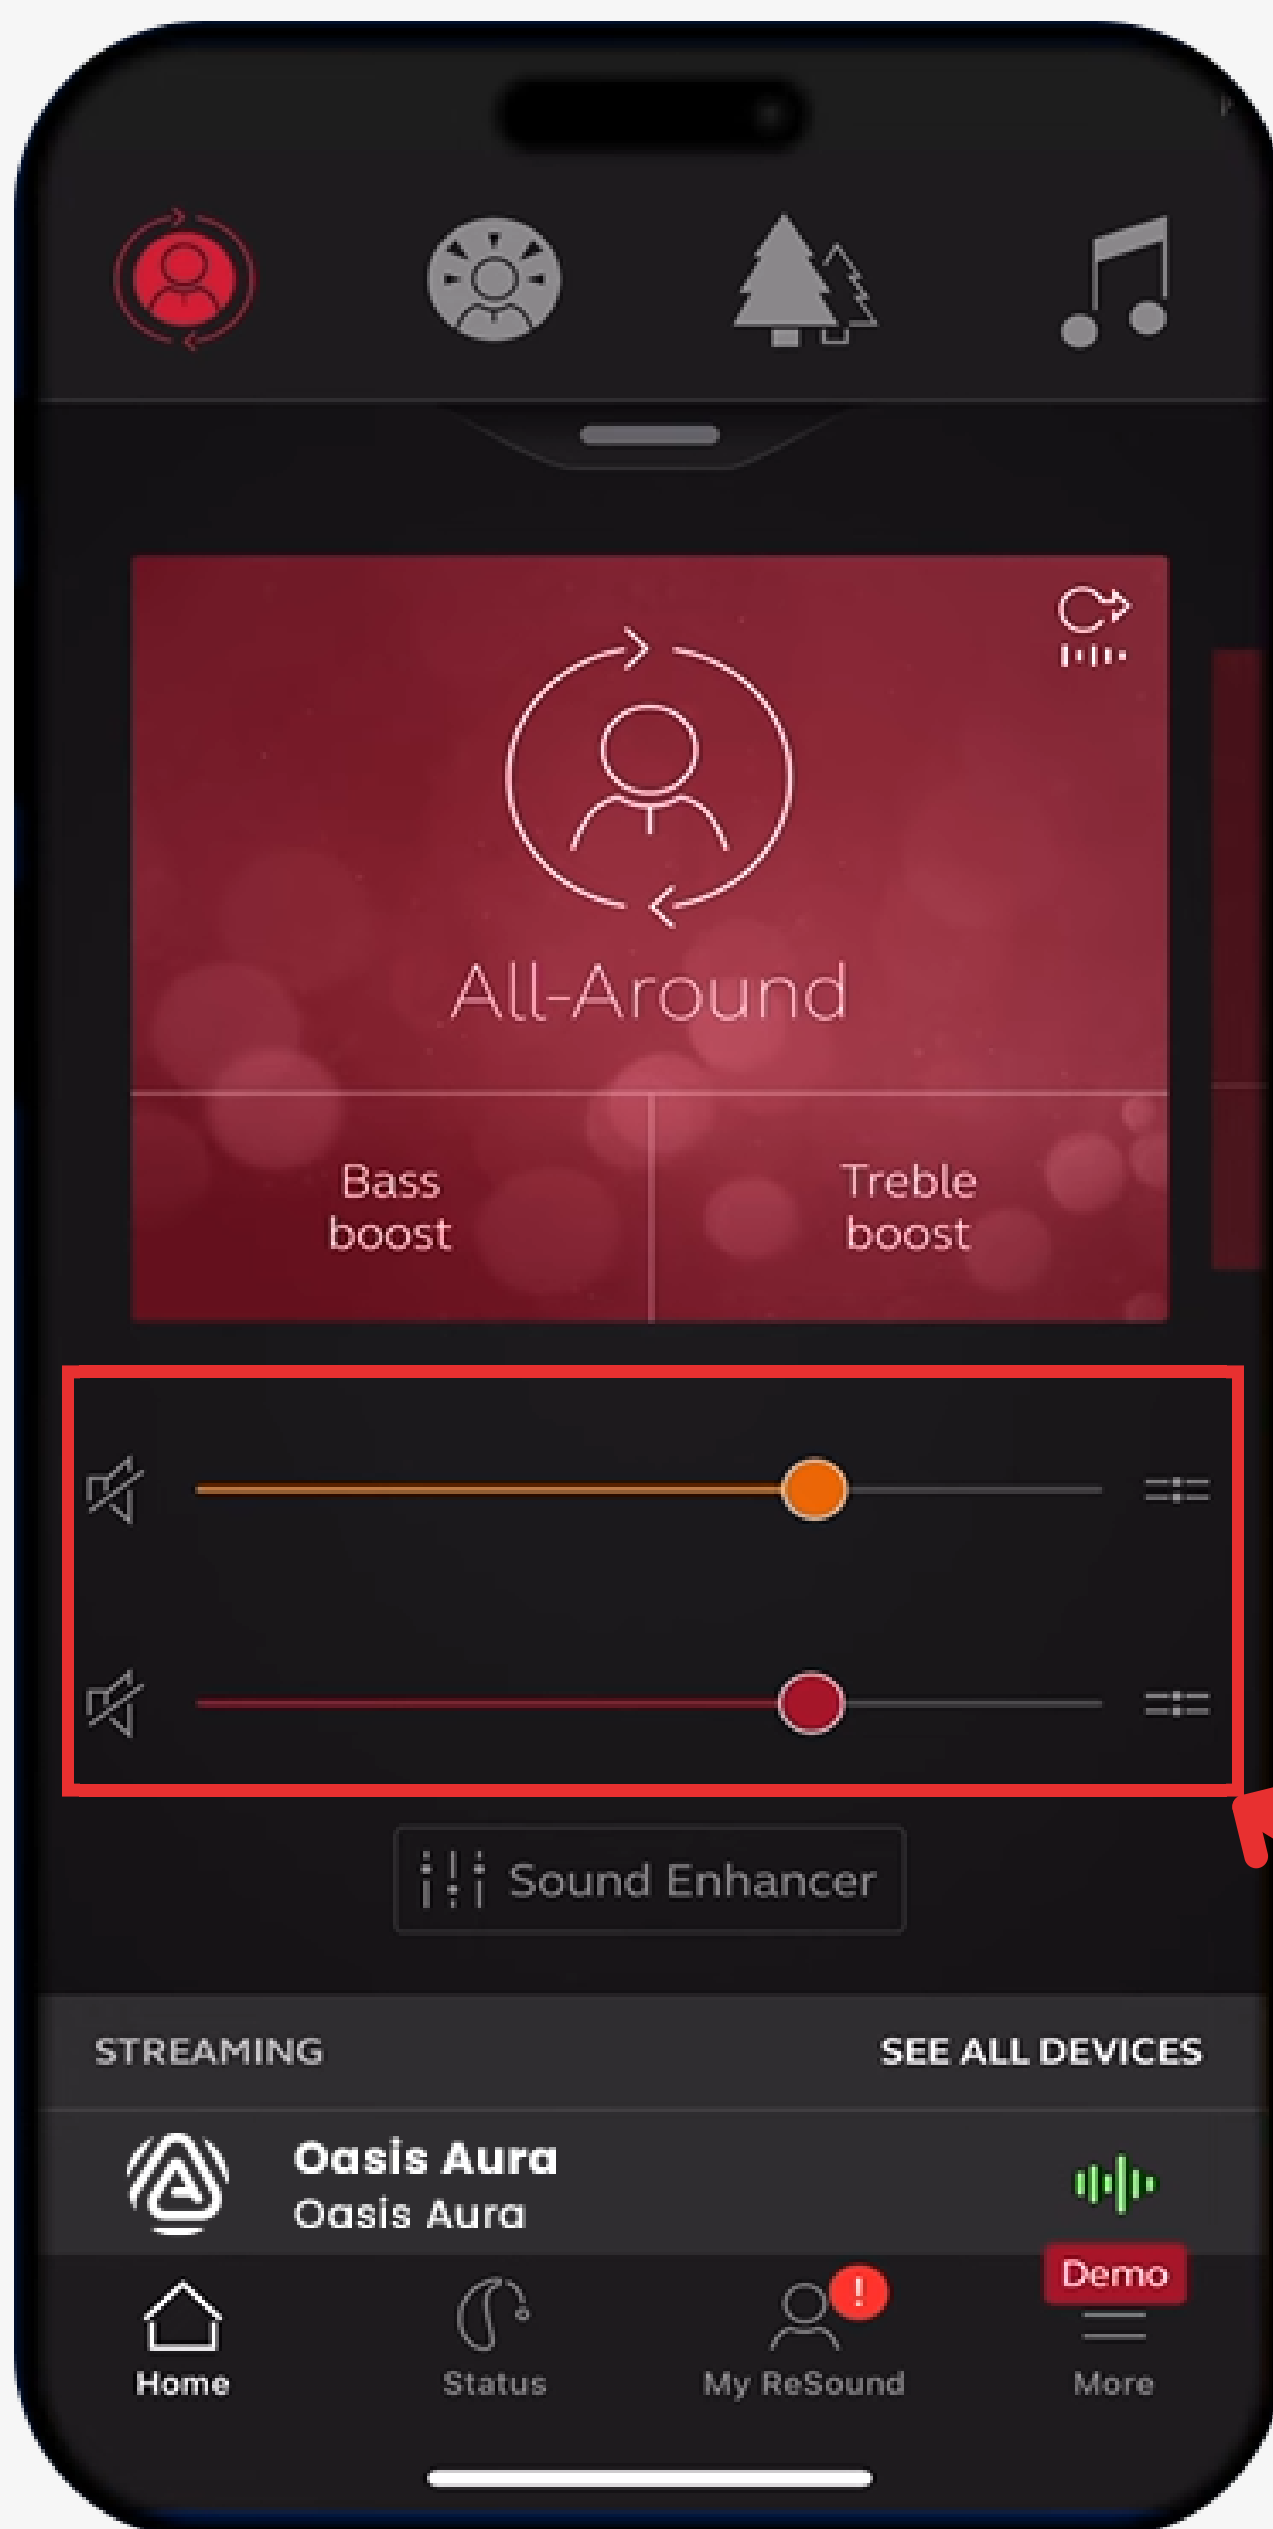 All-Around
Bass
boost
Treble
boost
Sound Enhancer
STREAMING
SEE ALL DEVICES
Oasis Aura
Oasis Aura
Demo
Home
Status
My ReSound
More